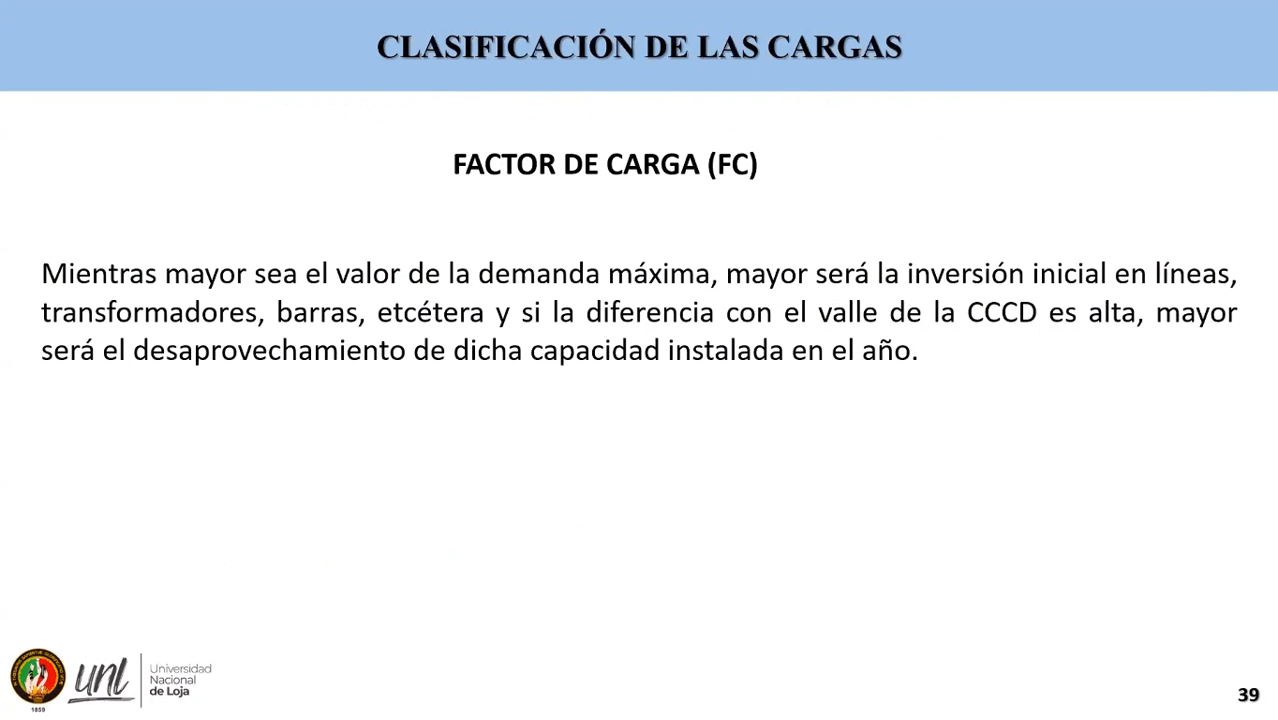 CLASIFICACIÓN DE LAS CARGAS
FACTOR DE CARGA (FC)
Mientras mayor sea el valor de la demanda máxima, mayor será la inversión inicial en líneas,
transformadores, barras, etcétera y si la diferencia con el valle de la CCCD es alta, mayor
será el desaprovechamiento de dicha capacidad instalada en el año.
1859
unl
Universidad
Nacional
de Loja
39